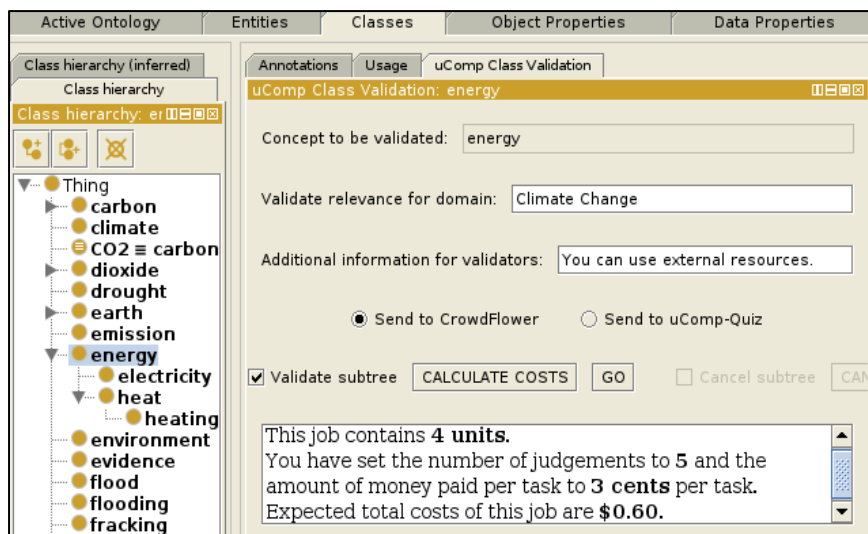 Active Ontology Entities Classes Object Properties Data Properties
Class hierarchy (inferred)
Class hierarchy
Class hierarchy: er
Thing
carbon
climate
CO2 ≡ carbon
dioxide
drought
earth
emission
energy
electricity
heat
heating
environment
evidence
flood
flooding
fracking
Annotations Usage uComp Class Validation
uComp Class Validation: energy
Concept to be validated: energy
Validate relevance for domain: Climate Change
Additional information for validators: You can use external resources.
Send to CrowdFlower Send to uComp-Quiz
Validate subtree CALCULATE COSTS GO Cancel subtree CAN
This job contains 4 units.
You have set the number of judgements to 5 and the
amount of money paid per task to 3 cents per task.
Expected total costs of this job are $0.60.